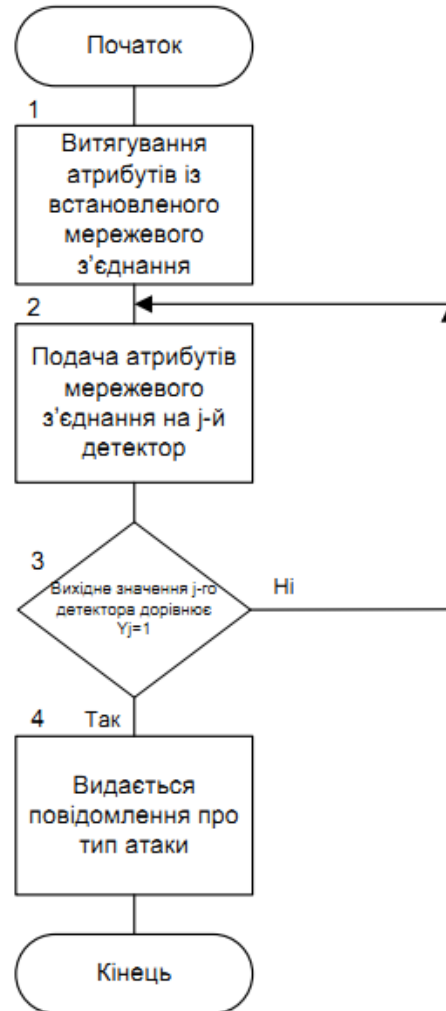 Початок
1
Витягування
атрибутів із
встановленого
мережевого
з'єднання
2
Подача атрибутів
мережевого
з'єднання на j-й
детектор
3
Вихідне значення j-го
детектора дорівнює
Yj=1
Ні
4
Так
Видається
повідомлення про
тип атаки
Кінець